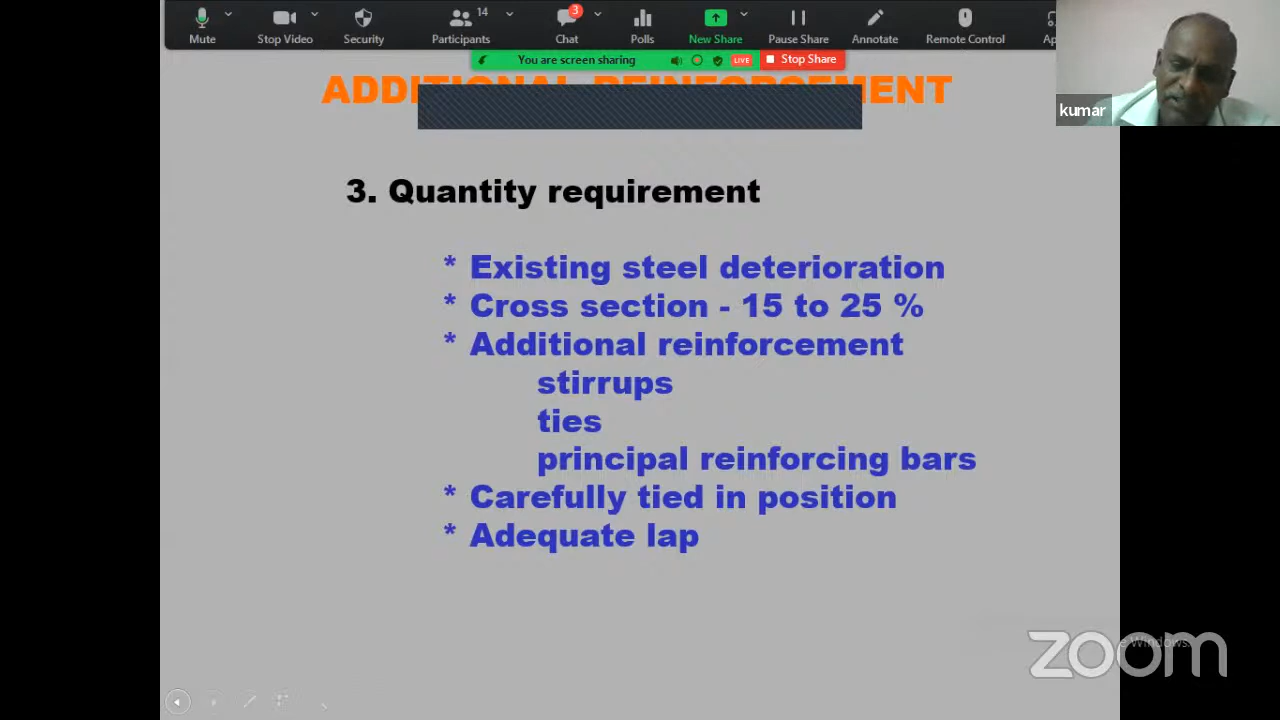 14
3
Mute
Stop Video
Security
Participants
Chat
Polls
New Share
Pause Share
Annotate
Remote Control
You are screen sharing
LIVE
Stop Share
kumar
ADDITIONAL REINFORCEMENT
3. Quantity requirement
* Existing steel deterioration
* Cross section - 15 to 25 %
* Additional reinforcement
stirrups
ties
principal reinforcing bars
* Carefully tied in position
* Adequate lap
zoom
Windows.